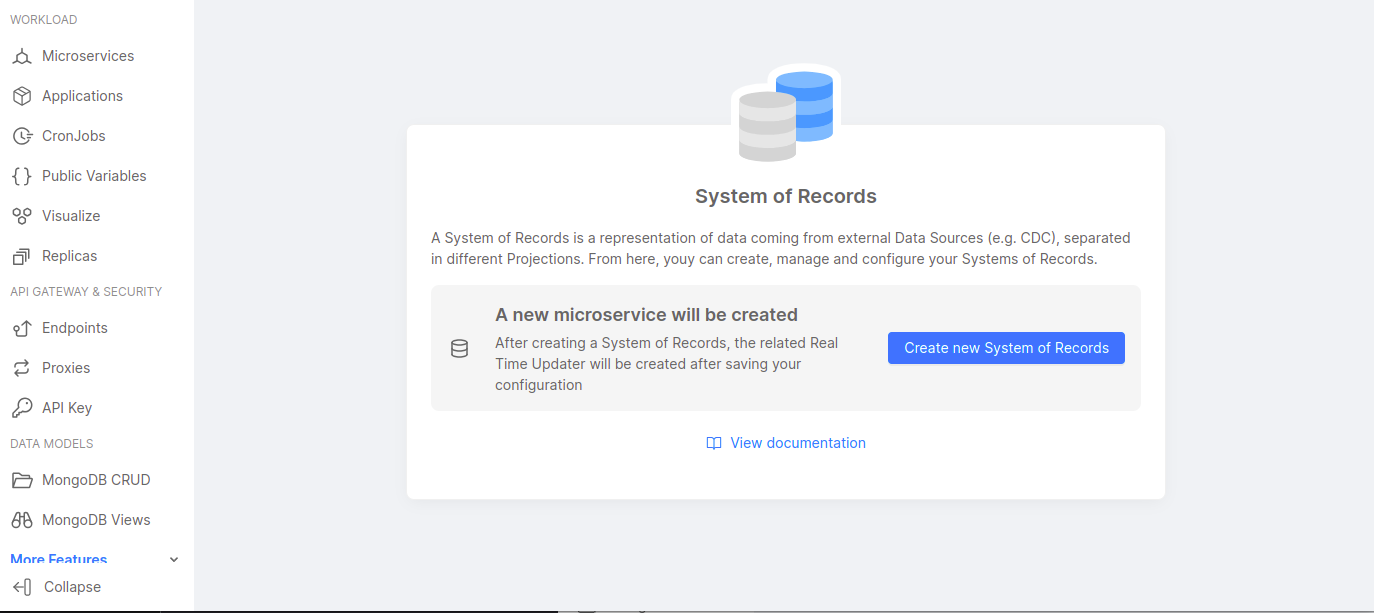 WORKLOAD
Microservices
Applications
CronJobs
Public Variables
Visualize
Replicas
API GATEWAY & SECURITY
Endpoints
Proxies
API Key
DATA MODELS
MongoDB CRUD
MongoDB Views
More Features
Collapse
System of Records
A System of Records is a representation of data coming from external Data Sources (e.g. CDC), separated
in different Projections. From here, youy can create, manage and configure your Systems of Records.
A new microservice will be created
After creating a System of Records, the related Real
Time Updater will be created after saving your
configuration
Create new System of Records
View documentation